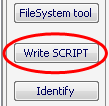 FileSystem tool
Write SCRIPT
Identify